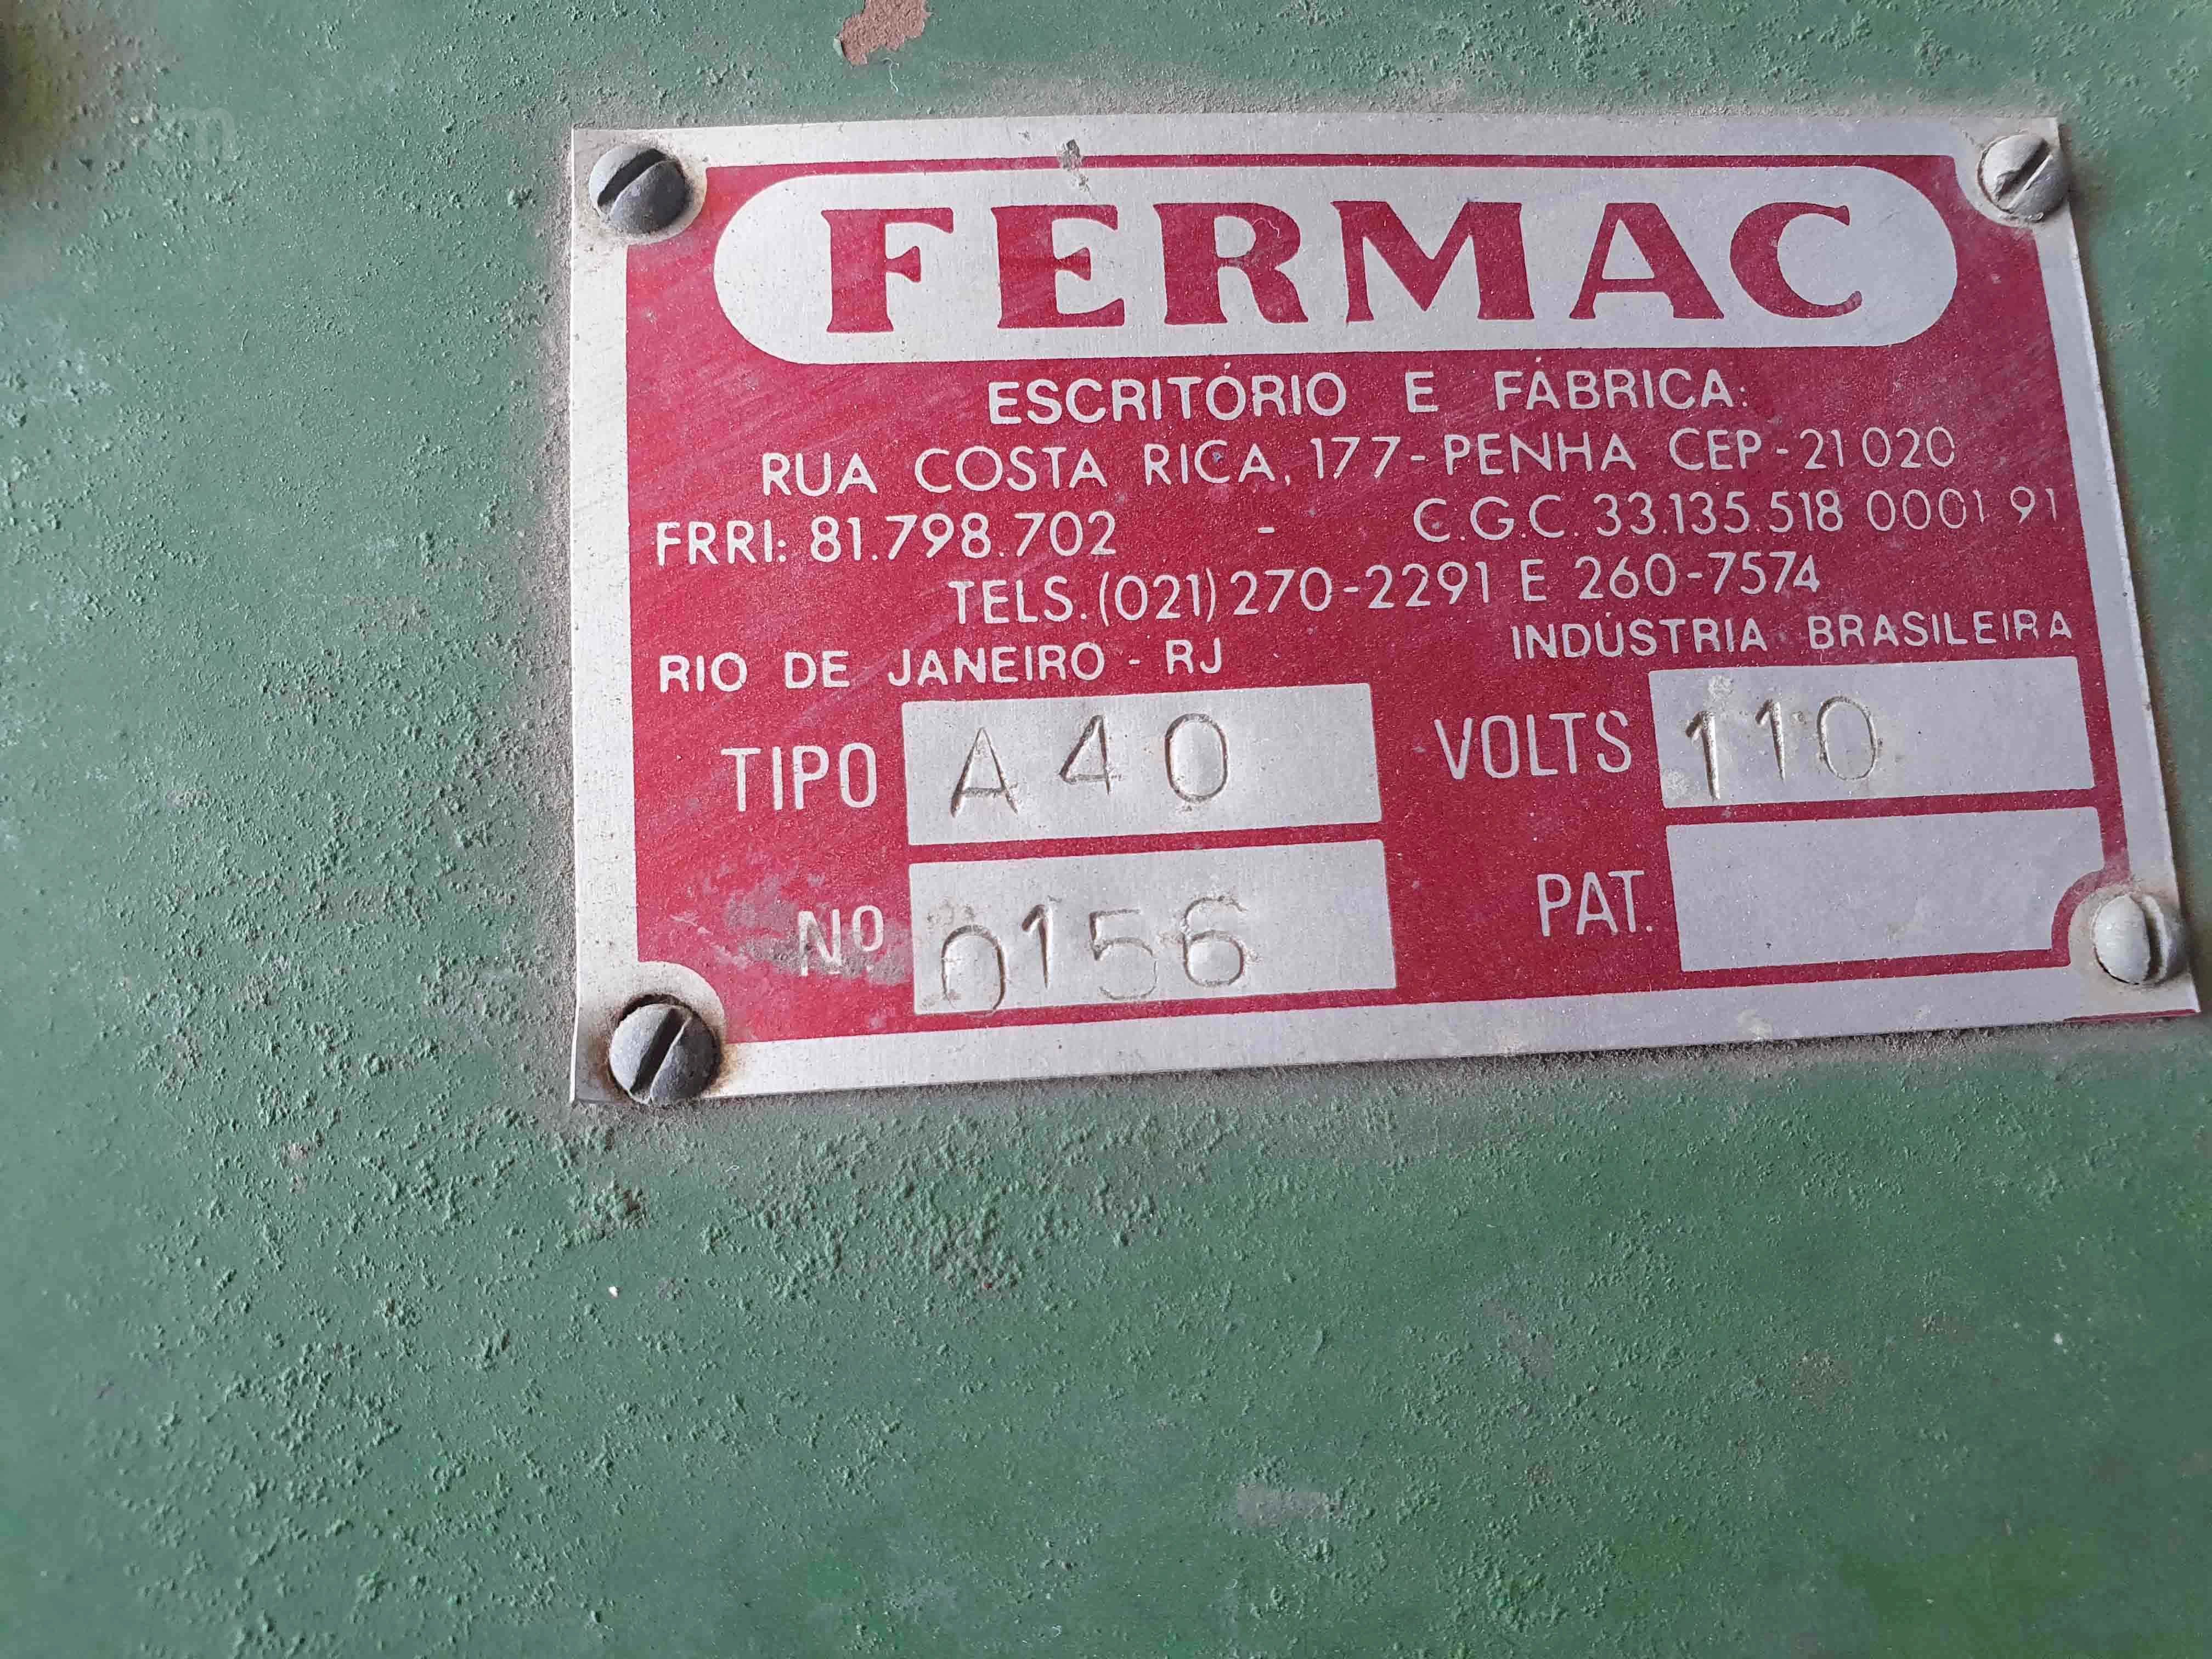 FERMAC
ESCRITÓRIO E FÁBRICA:
RUA COSTA RICA, 177 - PENHA CEP - 21020
FRRI: 81.798.702 - C.G.C. 33.135.518 0001 91
TELS. (021) 270-2291 E 260-7574
RIO DE JANEIRO - RJ INDÚSTRIA BRASILEIRA
TIPO A40 VOLTS 110
Nº 0156 PAT.